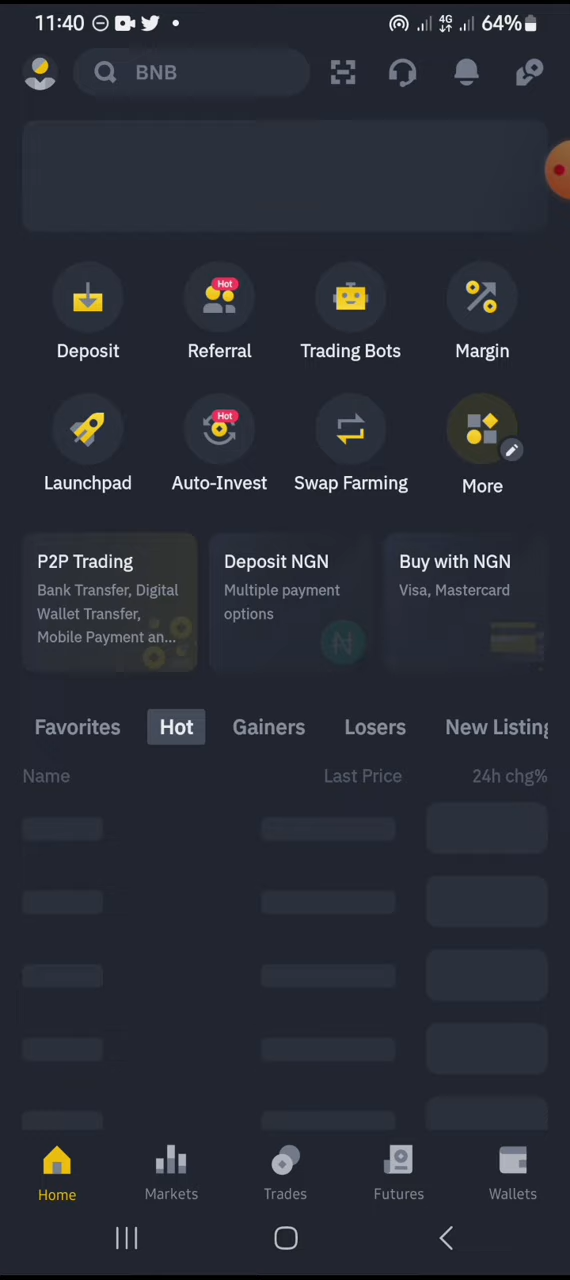 11:40 4G 64%
BNB
Hot Hot
Deposit Referral Trading Bots Margin
Launchpad Auto-Invest Swap Farming More
P2P Trading
Bank Transfer, Digital
Wallet Transfer,
Mobile Payment an...
Deposit NGN
Multiple payment
options
Buy with NGN
Visa, Mastercard
Favorites Hot Gainers Losers New Listing
Name Last Price 24h chg%
Home Markets Trades Futures Wallets